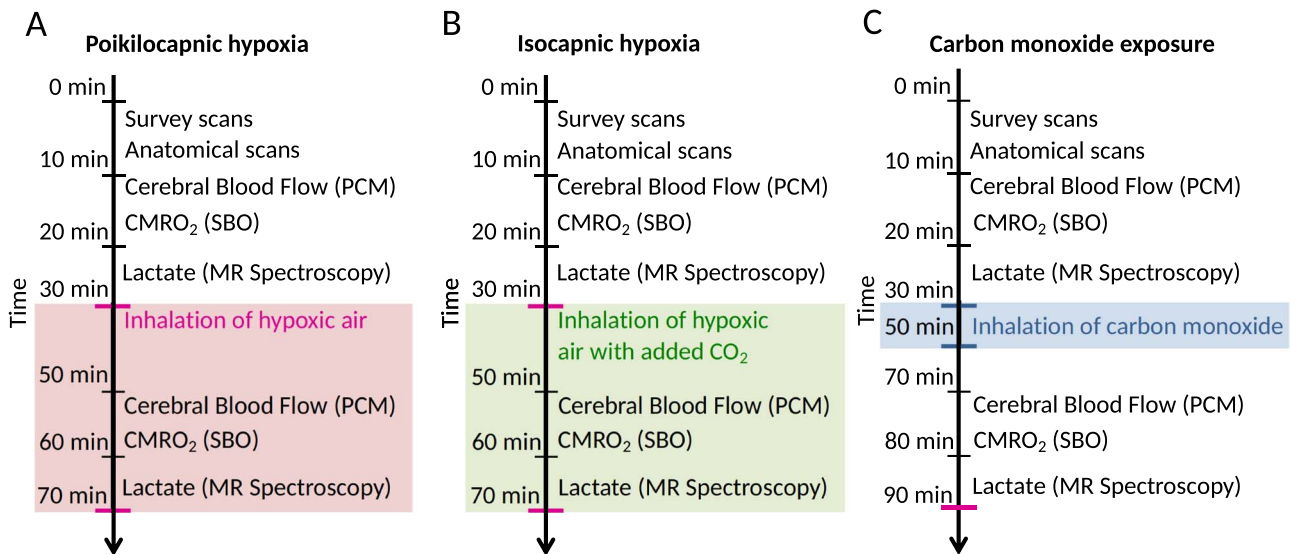 A
Poikilocapnic hypoxia
Time
0 min
Survey scans
Anatomical scans
10 min
Cerebral Blood Flow (PCM)
CMRO₂ (SBO)
20 min
Lactate (MR Spectroscopy)
30 min
Inhalation of hypoxic air
50 min
Cerebral Blood Flow (PCM)
CMRO₂ (SBO)
60 min
Lactate (MR Spectroscopy)
70 min
B
Isocapnic hypoxia
Time
0 min
Survey scans
Anatomical scans
10 min
Cerebral Blood Flow (PCM)
CMRO₂ (SBO)
20 min
Lactate (MR Spectroscopy)
30 min
Inhalation of hypoxic
air with added CO₂
50 min
Cerebral Blood Flow (PCM)
CMRO₂ (SBO)
60 min
Lactate (MR Spectroscopy)
70 min
C
Carbon monoxide exposure
Time
0 min
Survey scans
Anatomical scans
10 min
Cerebral Blood Flow (PCM)
CMRO₂ (SBO)
20 min
Lactate (MR Spectroscopy)
30 min
50 min
Inhalation of carbon monoxide
70 min
Cerebral Blood Flow (PCM)
CMRO₂ (SBO)
80 min
Lactate (MR Spectroscopy)
90 min